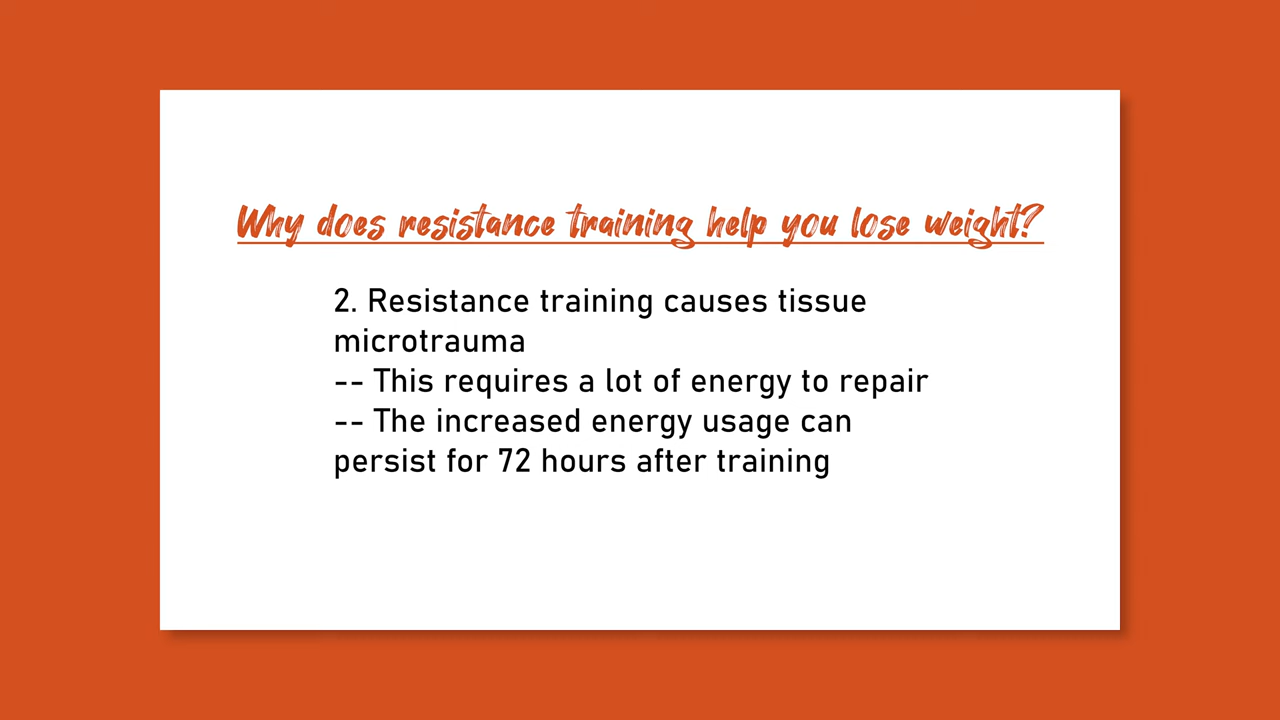 Why does resistance training help you lose weight?
2. Resistance training causes tissue
microtrauma
-- This requires a lot of energy to repair
-- The increased energy usage can
persist for 72 hours after training